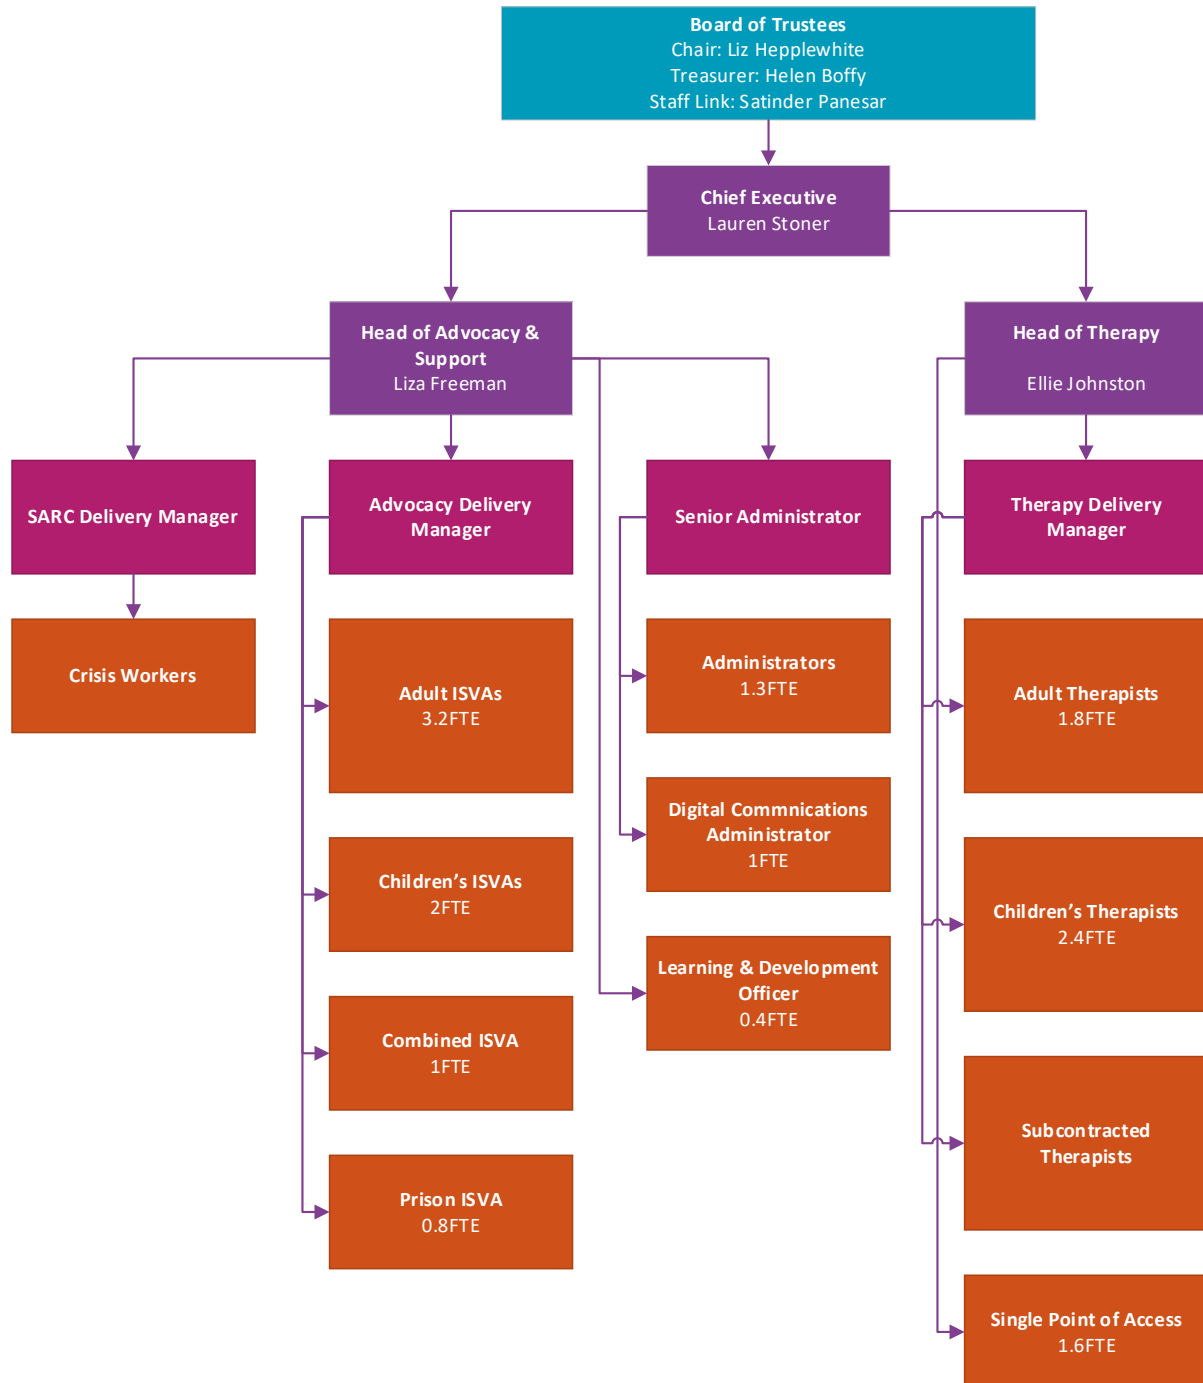 Board of Trustees
Chair: Liz Hepplewhite
Treasurer: Helen Boffy
Staff Link: Satinder Panesar
Chief Executive
Lauren Stoner
Head of Advocacy &
Support
Liza Freeman
Head of Therapy
Ellie Johnston
SARC Delivery Manager
Advocacy Delivery
Manager
Senior Administrator
Therapy Delivery
Manager
Crisis Workers
Adult ISVAs
3.2FTE
Administrators
1.3FTE
Adult Therapists
1.8FTE
Digital Commnications
Administrator
1FTE
Children's ISVAs
2FTE
Children's Therapists
2.4FTE
Learning & Development
Officer
0.4FTE
Combined ISVA
1FTE
Subcontracted
Therapists
Prison ISVA
0.8FTE
Single Point of Access
1.6FTE